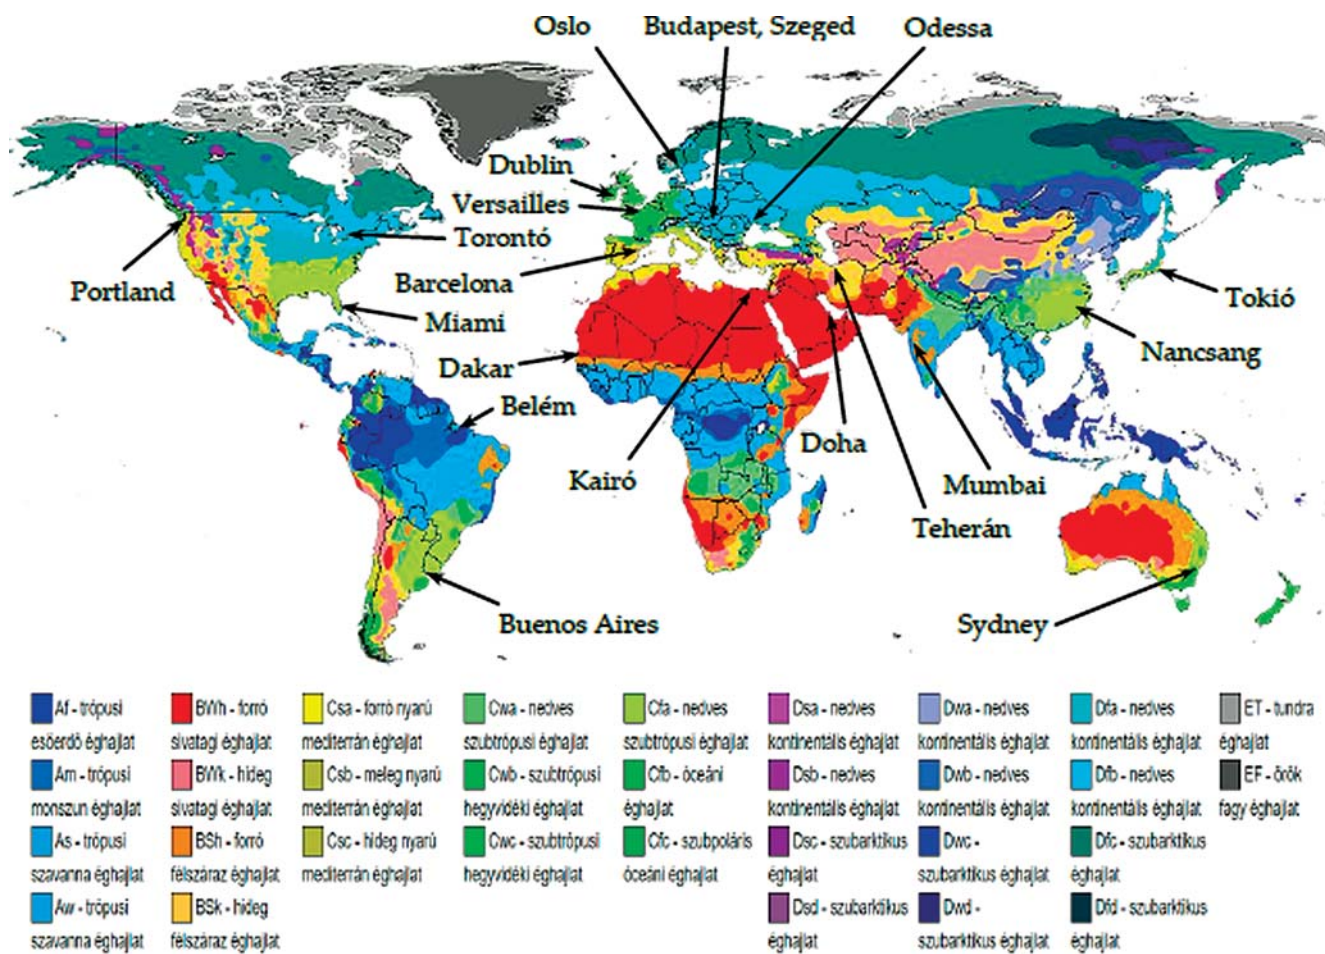 Oslo
Budapest, Szeged
Odessa
Dublin
Versailles
Torontó
Portland
Barcelona
Miami
Tokió
Nancsang
Dakar
Belém
Doha
Kairó
Mumbai
Teherán
Buenos Aires
Sydney
Af - trópusi
esőerdő éghajlat
Am - trópusi
monszun éghajlat
As - trópusi
szavanna éghajlat
Aw - trópusi
szavanna éghajlat
BWh - forró
sivatagi éghajlat
BWk - hideg
sivatagi éghajlat
BSh - forró
félszáraz éghajlat
BSk - hideg
félszáraz éghajlat
Csa - forró nyarú
mediterrán éghajlat
Csb - meleg nyarú
mediterrán éghajlat
Csc - hideg nyarú
mediterrán éghajlat
Cwa - nedves
szubtrópusi éghajlat
Cwb - szubtrópusi
hegyvidéki éghajlat
Cwc - szubtrópusi
hegyvidéki éghajlat
Cfa - nedves
szubtrópusi éghajlat
Cfb - óceáni
éghajlat
Cfc - szubpoláris
óceáni éghajlat
Dsa - nedves
kontinentális éghajlat
Dsb - nedves
kontinentális éghajlat
Dsc - szubarktikus
éghajlat
Dsd - szubarktikus
éghajlat
Dwa - nedves
kontinentális éghajlat
Dwb - nedves
kontinentális éghajlat
Dwc -
szubarktikus éghajlat
Dwd -
szubarktikus éghajlat
Dfa - nedves
kontinentális éghajlat
Dfb - nedves
kontinentális éghajlat
Dfc - szubarktikus
éghajlat
Dfd - szubarktikus
éghajlat
ET - tundra
éghajlat
EF - örök
fagy éghajlat